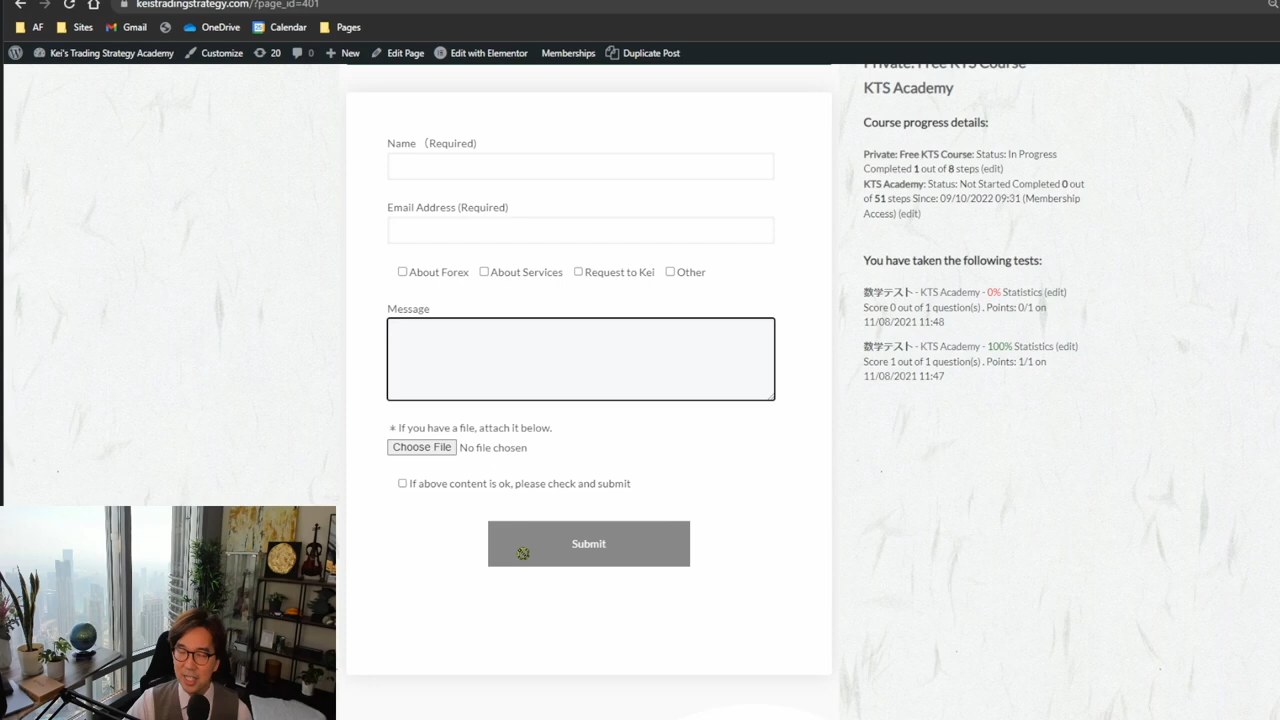 keistradingstrategy.com/?page_id=401
AF Sites Gmail OneDrive Calendar Pages
Kei's Trading Strategy Academy Customize 20 0 New Edit Page Edit with Elementor Memberships Duplicate Post
Private: Free KTS Course
KTS Academy
Course progress details:
Private: Free KTS Course: Status: In Progress
Completed 1 out of 8 steps (edit)
KTS Academy: Status: Not Started Completed 0 out
of 51 steps Since: 09/10/2022 09:31 (Membership
Access) (edit)
You have taken the following tests:
数学テスト - KTS Academy - 0% Statistics (edit)
Score 0 out of 1 question(s) . Points: 0/1 on
11/08/2021 11:48
数学テスト - KTS Academy - 100% Statistics (edit)
Score 1 out of 1 question(s) . Points: 1/1 on
11/08/2021 11:47
Name （Required)
Email Address (Required)
About Forex About Services Request to Kei Other
Message
＊If you have a file, attach it below.
Choose File No file chosen
If above content is ok, please check and submit
Submit